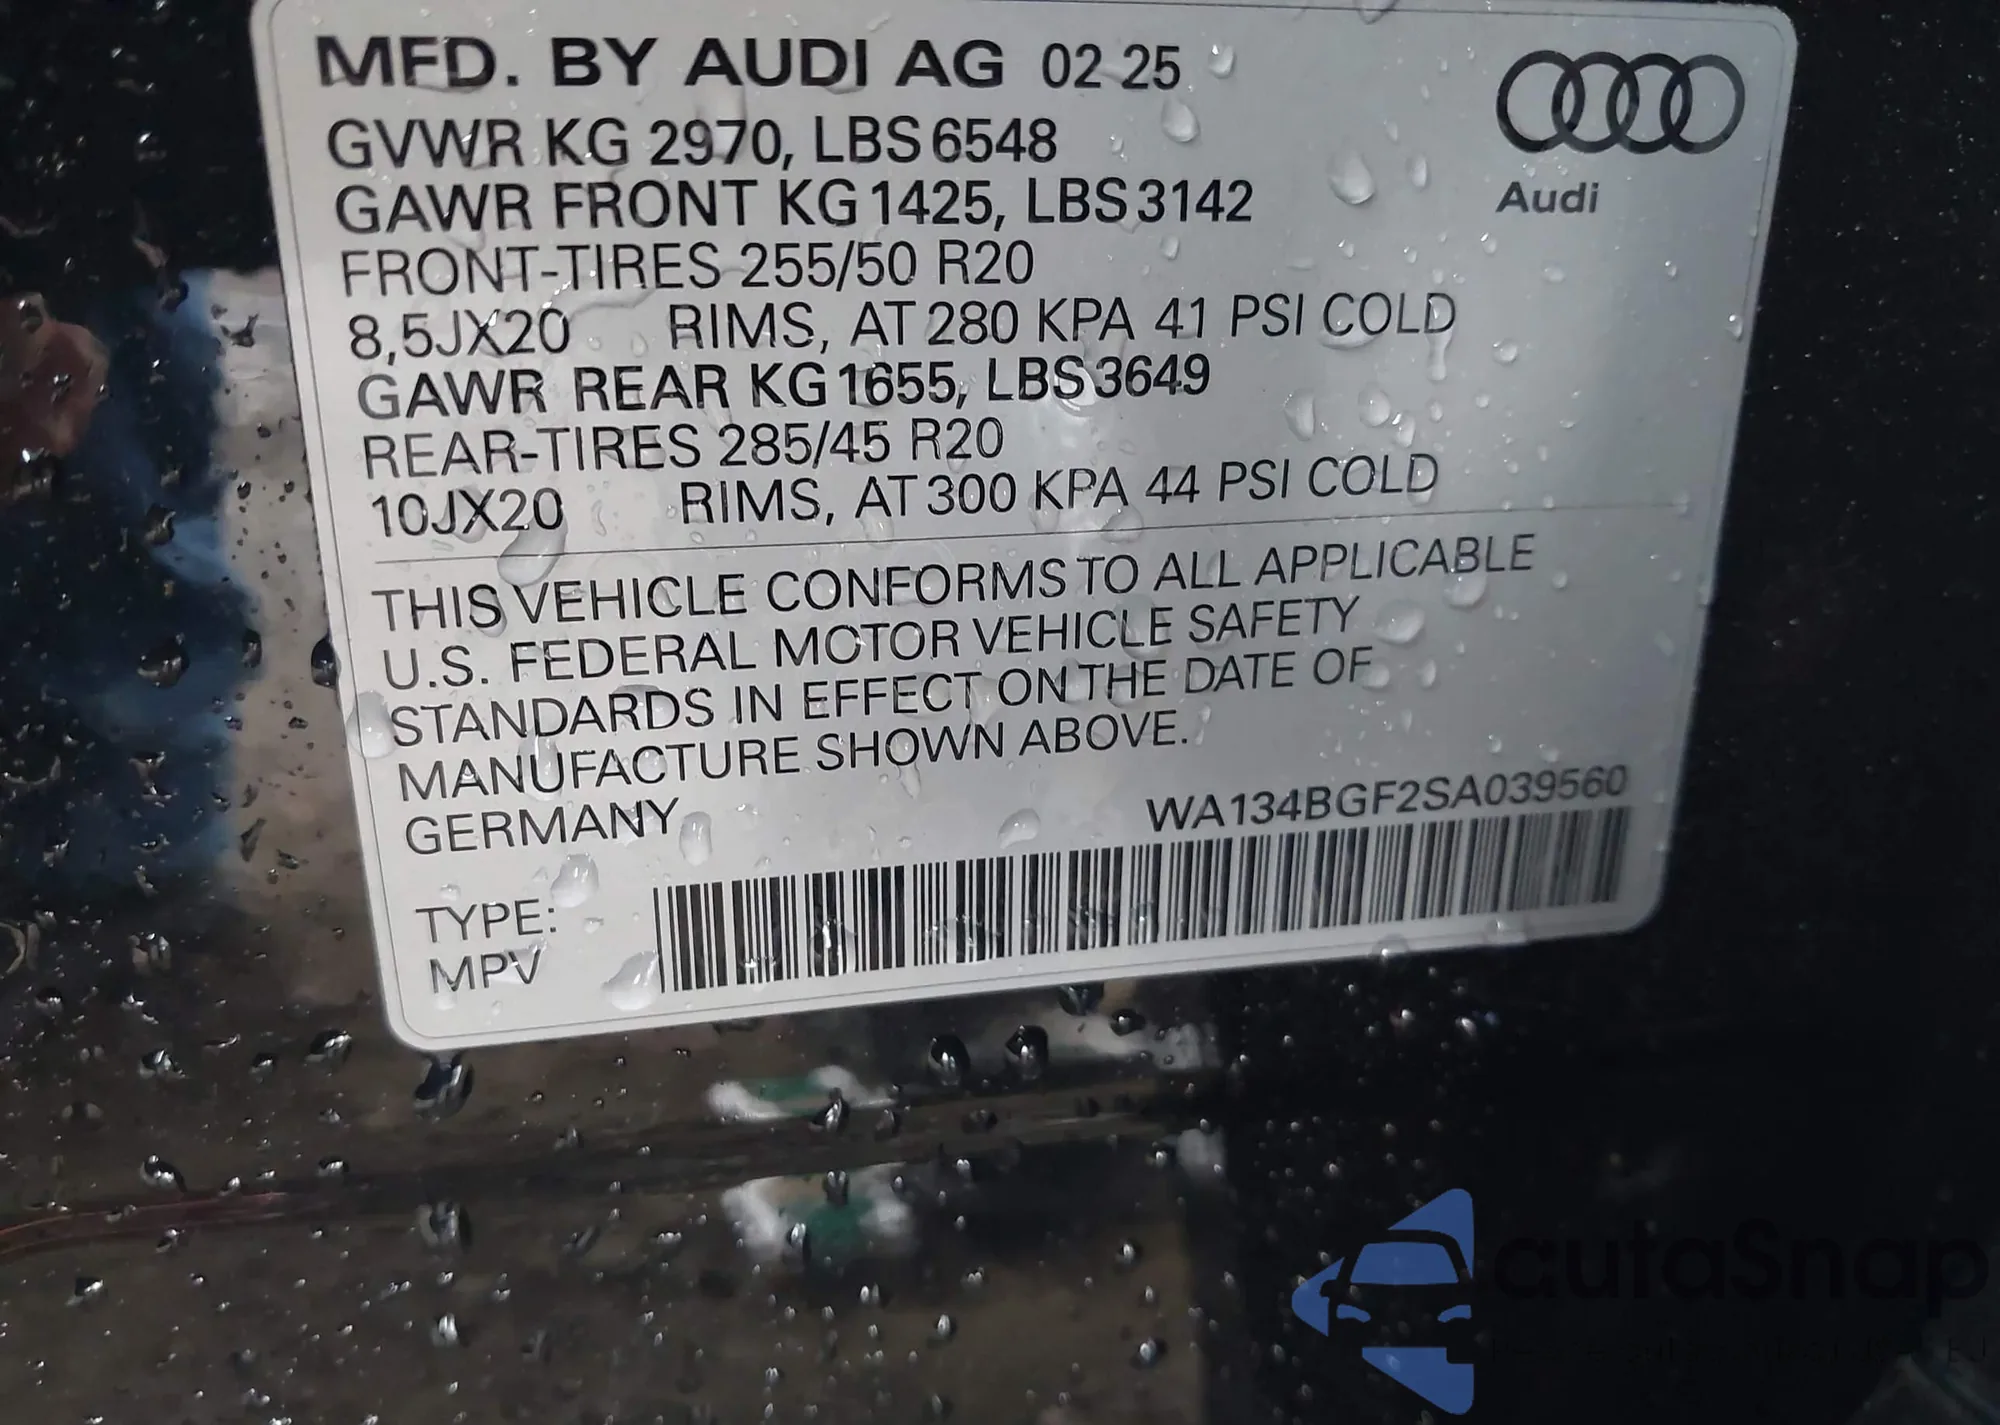 MFD. BY AUDI AG 02 25
GVWR KG 2970, LBS 6548
GAWR FRONT KG 1425, LBS 3142
Audi
FRONT-TIRES 255/50 R20
8,5JX20 RIMS, AT 280 KPA 41 PSI COLD
GAWR REAR KG 1655, LBS 3649
REAR-TIRES 285/45 R20
10JX20 RIMS, AT 300 KPA 44 PSI COLD
THIS VEHICLE CONFORMS TO ALL APPLICABLE
U.S. FEDERAL MOTOR VEHICLE SAFETY
STANDARDS IN EFFECT ON THE DATE OF
MANUFACTURE SHOWN ABOVE.
GERMANY
WA134BGF2SA039560
TYPE:
MPV
autaSnap